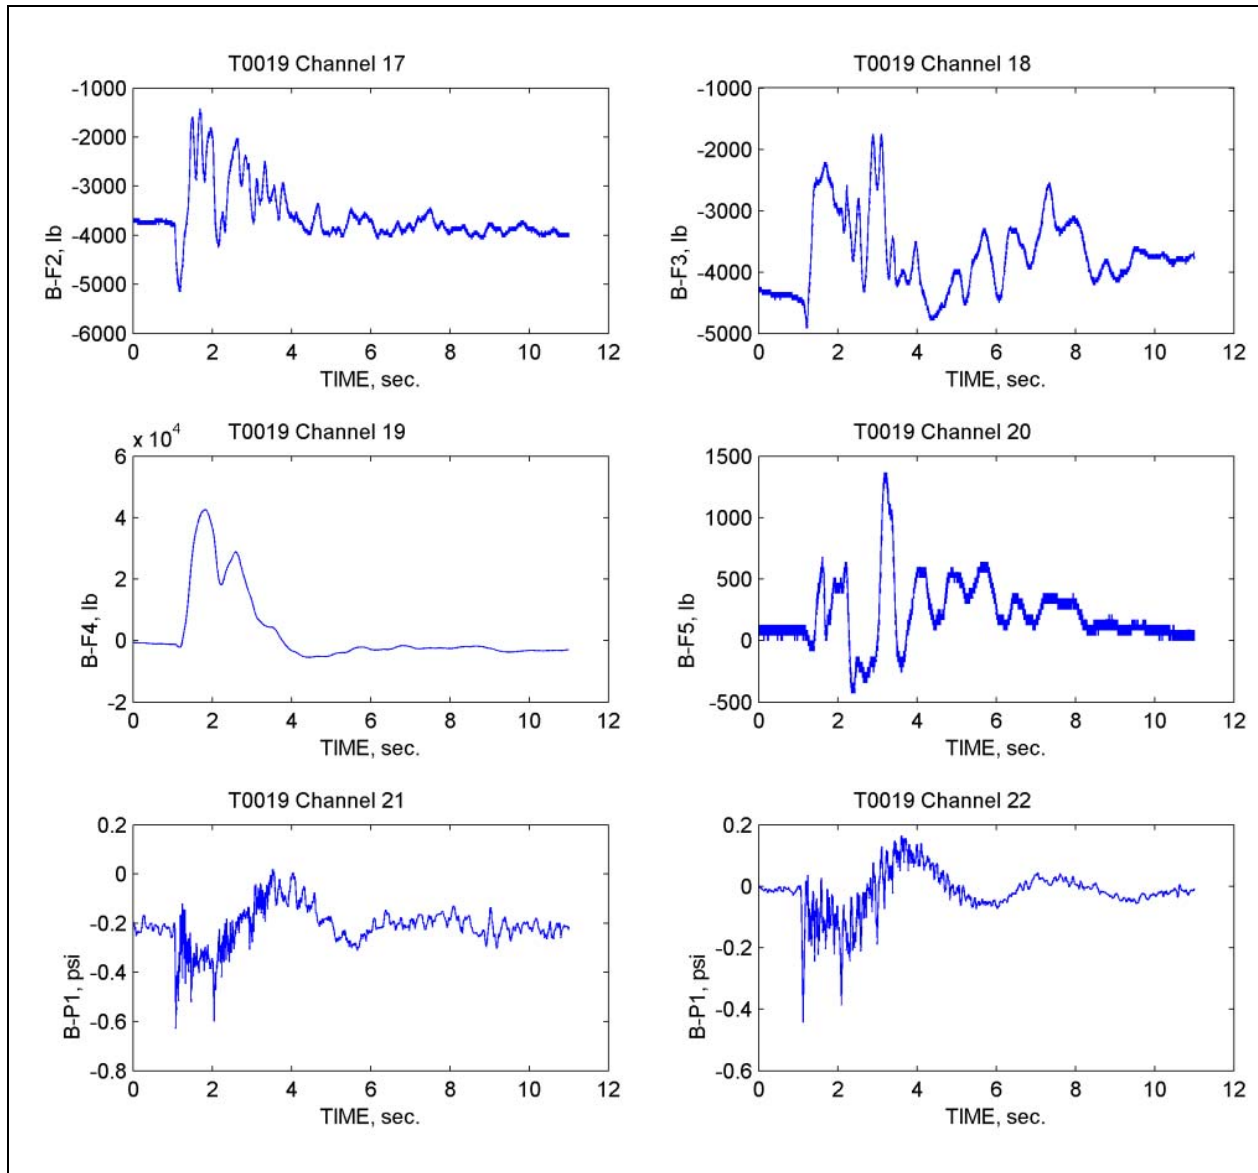 T0019 Channel 17
-1000
-2000
-3000
-4000
-5000
-6000
B-F2, lb
0 2 4 6 8 10 12
TIME, sec.
T0019 Channel 18
-1000
-2000
-3000
-4000
-5000
B-F3, lb
0 2 4 6 8 10 12
TIME, sec.
T0019 Channel 19
x 10^4
6
4
2
0
-2
B-F4, lb
0 2 4 6 8 10 12
TIME, sec.
T0019 Channel 20
1500
1000
500
0
-500
B-F5, lb
0 2 4 6 8 10 12
TIME, sec.
T0019 Channel 21
0.2
0
-0.2
-0.4
-0.6
-0.8
B-P1, psi
0 2 4 6 8 10 12
TIME, sec.
T0019 Channel 22
0.2
0
-0.2
-0.4
-0.6
B-P1, psi
0 2 4 6 8 10 12
TIME, sec.